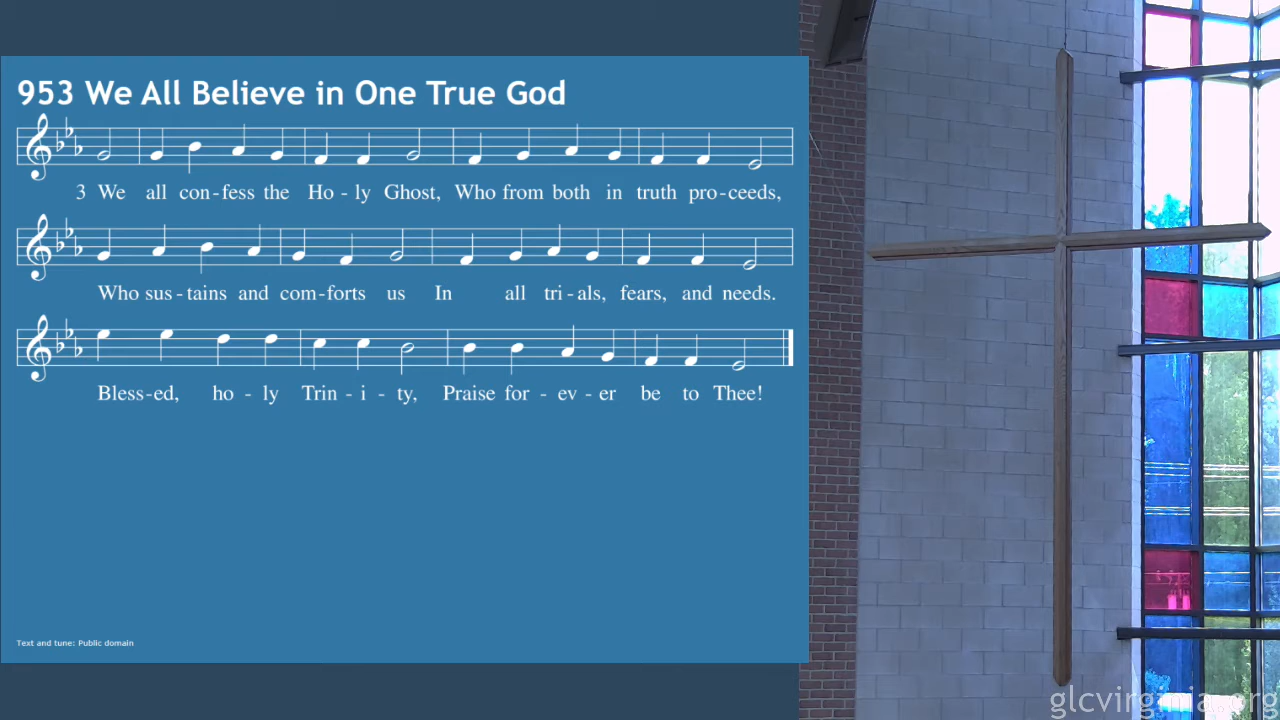 953 We All Believe in One True God
3 We all con-fess the Ho - ly Ghost, Who from both in truth pro-ceeds,
Who sus-tains and com-forts us In all tri-als, fears, and needs.
Bless-ed, ho - ly Trin - i - ty, Praise for - ev - er be to Thee!
Text and tune: Public domain
glcvirginia.org